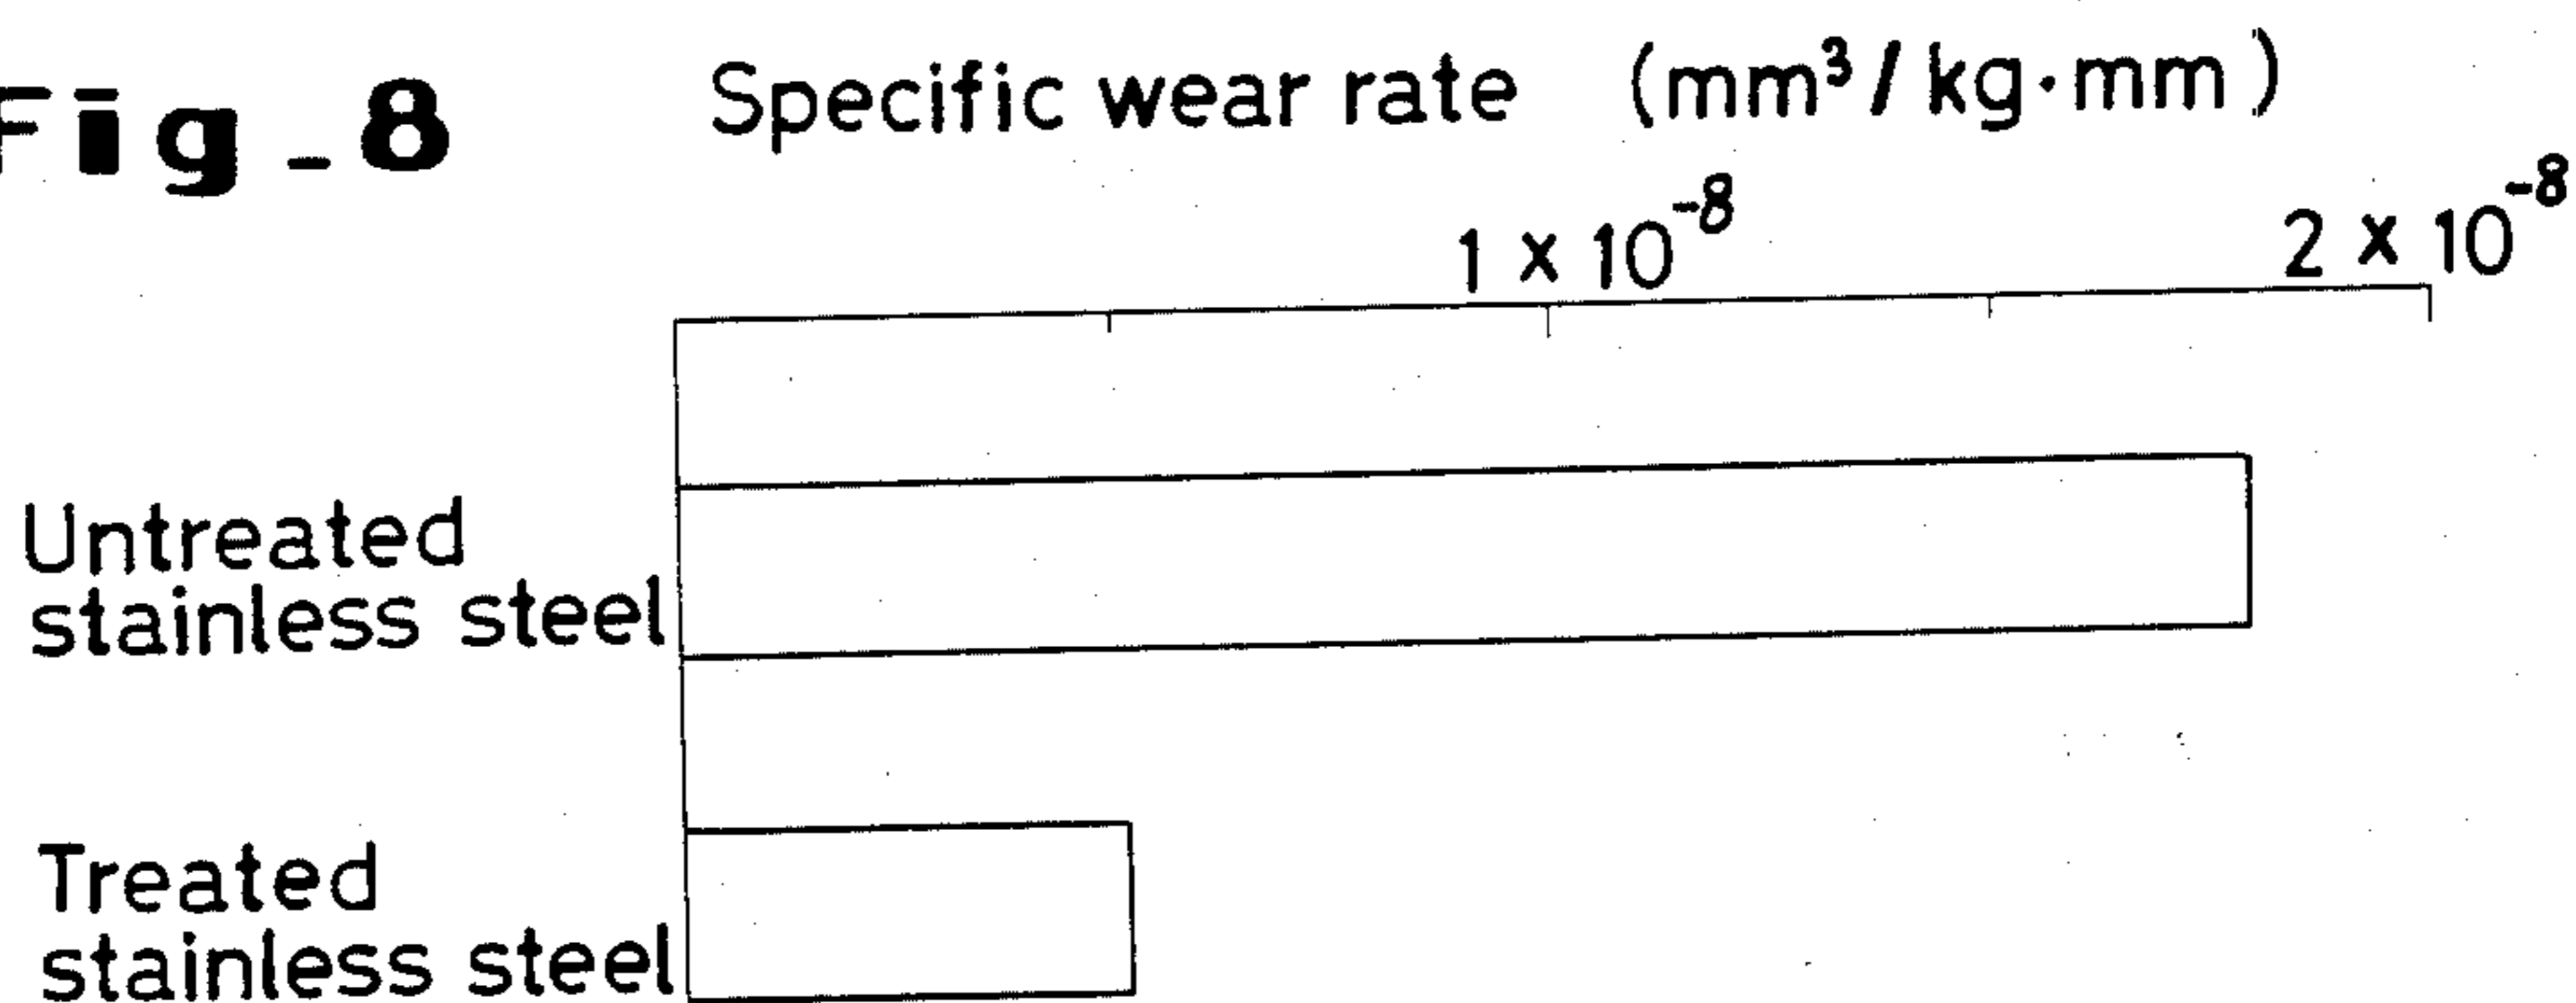 Fig_8
Specific wear rate (mm³/kg·mm)
1 x 10⁻⁸ 2 x 10⁻⁸
Untreated
stainless steel
Treated
stainless steel